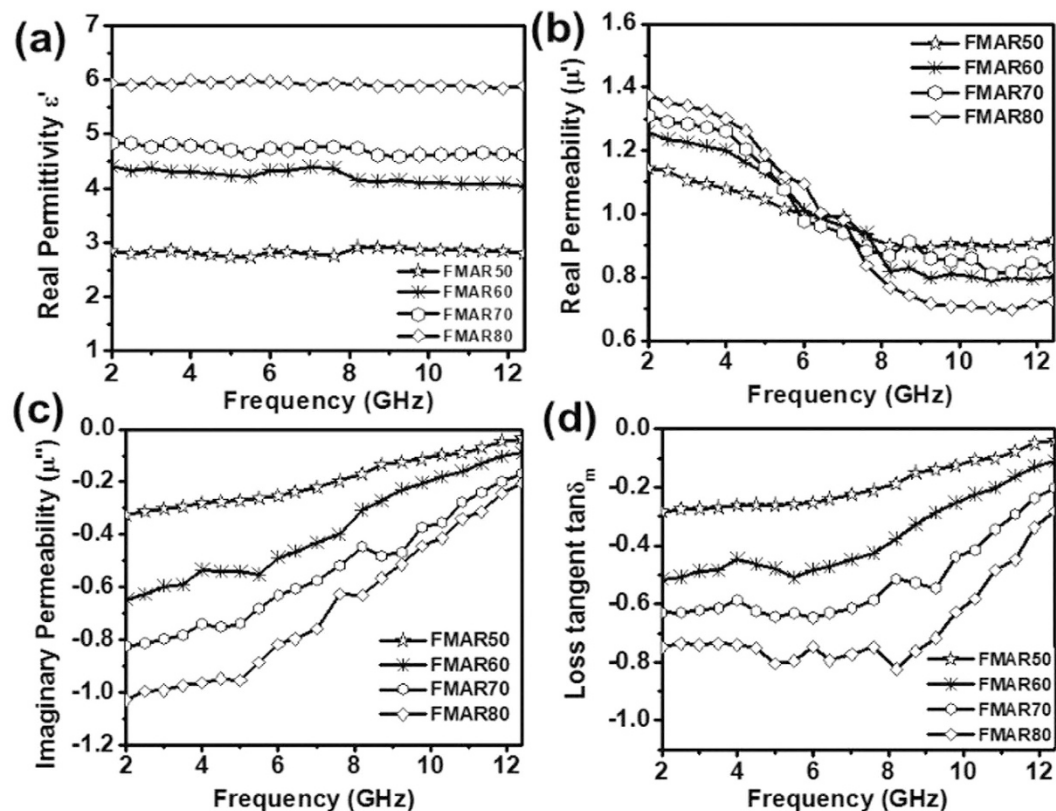 (a)
7
6
5
4
3
2
1
Real Permittivity ε'
FMAR50
FMAR60
FMAR70
FMAR80
2 4 6 8 10 12
Frequency (GHz)
(b)
1.6
1.4
1.2
1.0
0.8
0.6
Real Permeability (μ')
FMAR50
FMAR60
FMAR70
FMAR80
2 4 6 8 10 12
Frequency (GHz)
(c)
0.0
-0.2
-0.4
-0.6
-0.8
-1.0
-1.2
Imaginary Permeability (μ")
FMAR50
FMAR60
FMAR70
FMAR80
2 4 6 8 10 12
Frequency (GHz)
(d)
0.0
-0.2
-0.4
-0.6
-0.8
-1.0
Loss tangent tanδm
FMAR50
FMAR60
FMAR70
FMAR80
2 4 6 8 10 12
Frequency (GHz)